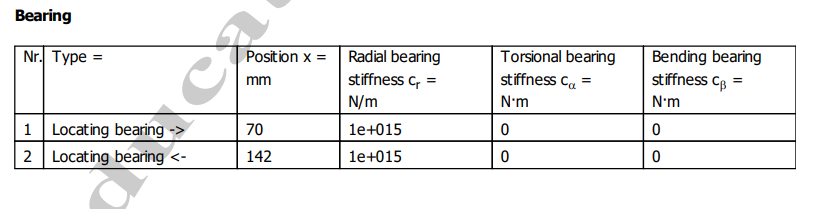 Bearing
Nr. Type = Position x = Radial bearing Torsional bearing Bending bearing
mm stiffness cr = stiffness cα = stiffness cβ =
N/m N·m N·m
1 Locating bearing -> 70 1e+015 0 0
2 Locating bearing <- 142 1e+015 0 0
ducat